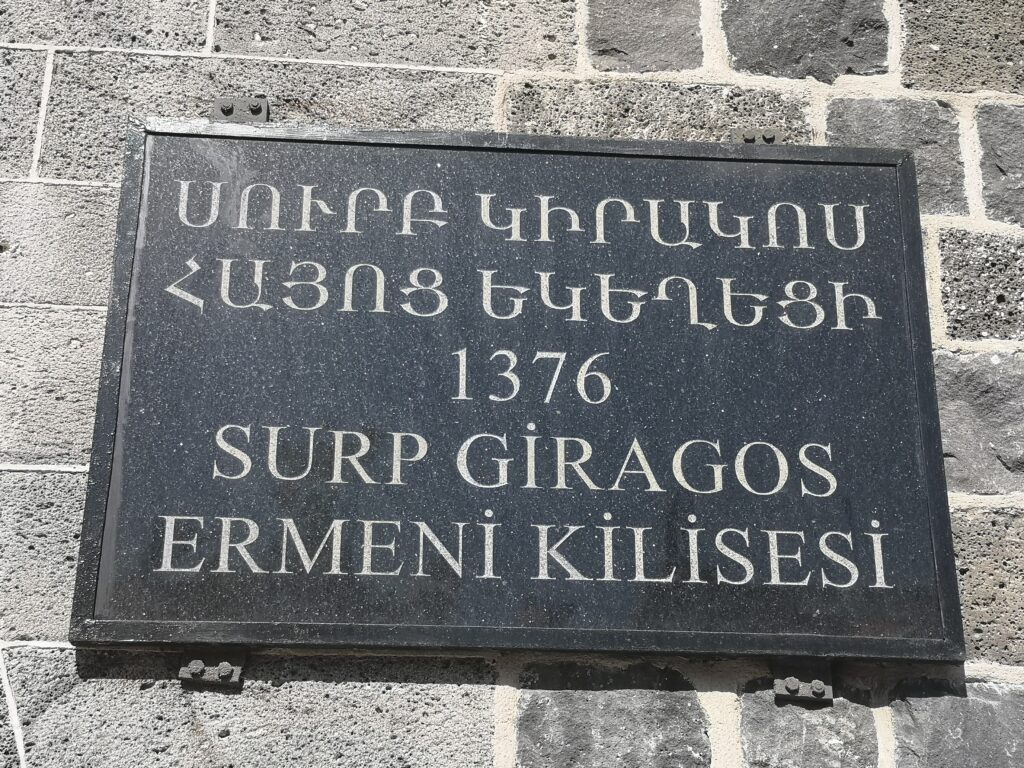 ՍՈՒՐԲ ԿԻՐԱԿՈՍ
ՀԱՅՈՑ ԵԿԵՂԵՑԻ
1376
SURP GİRAGOS
ERMENİ KİLİSESİ